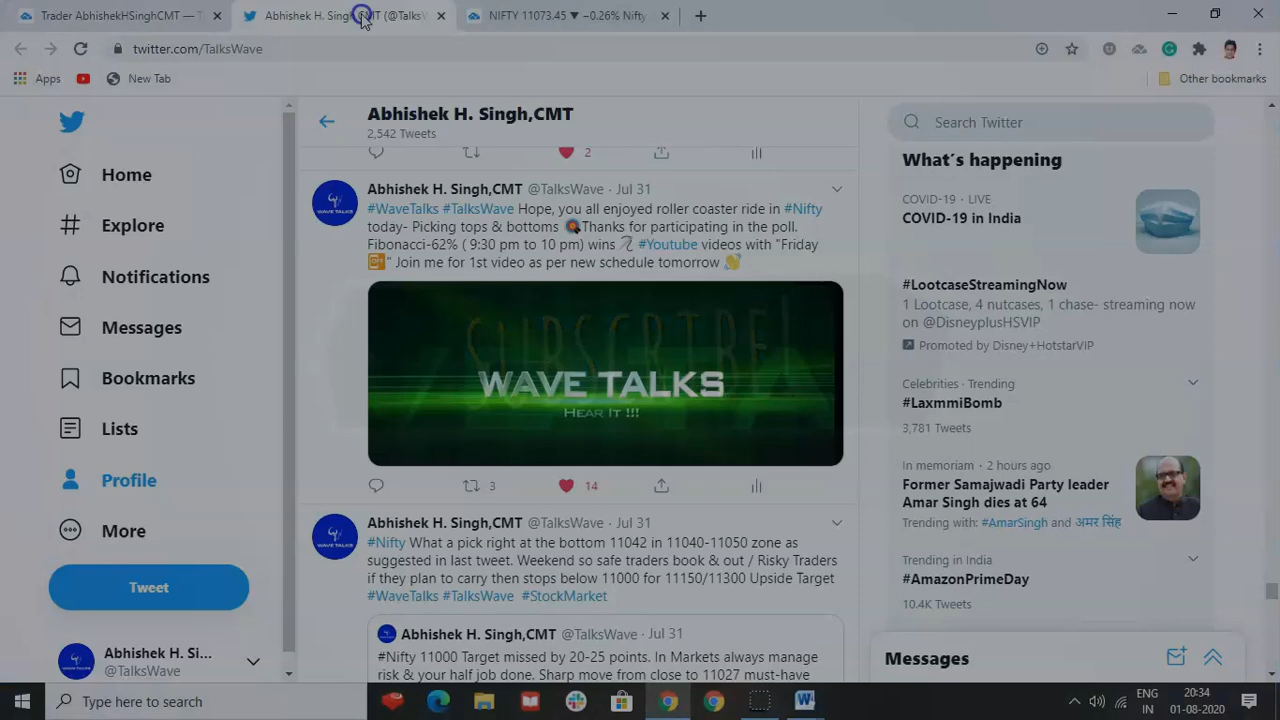 Trader AbhishekHSinghCMT — T
Abhishek H. Singh,CMT (@TalksW
NIFTY 11073.45 ▼ −0.26% Nifty
twitter.com/TalksWave
Apps
New Tab
Other bookmarks
Home
Explore
Notifications
Messages
Bookmarks
Lists
Profile
More
Tweet
Abhishek H. Si...
@TalksWave
Abhishek H. Singh,CMT
2,542 Tweets
2
Abhishek H. Singh,CMT @TalksWave · Jul 31
#WaveTalks #TalksWave Hope, you all enjoyed roller coaster ride in #Nifty
today- Picking tops & bottoms Thanks for participating in the poll.
Fibonacci-62% ( 9:30 pm to 10 pm) wins #Youtube videos with "Friday
OFF" Join me for 1st video as per new schedule tomorrow
SUBSCRIBE!
WAVE TALKS
HEAR IT !!!
3 14
Abhishek H. Singh,CMT @TalksWave · Jul 31
#Nifty What a pick right at the bottom 11042 in 11040-11050 zone as
suggested in last tweet. Weekend so safe traders book & out / Risky Traders
if they plan to carry then stops below 11000 for 11150/11300 Upside Target
#WaveTalks #TalksWave #StockMarket
Abhishek H. Singh,CMT @TalksWave · Jul 31
#Nifty 11000 Target missed by 20-25 points. In Markets always manage
risk & your half job done. Sharp move from close to 11027 must-have
Search Twitter
What's happening
COVID-19 · LIVE
COVID-19 in India
#LootcaseStreamingNow
1 Lootcase, 4 nutcases, 1 chase- streaming now
on @DisneyplusHSVIP
Promoted by Disney+HotstarVIP
Celebrities · Trending
#LaxmmiBomb
3,781 Tweets
In memoriam · 2 hours ago
Former Samajwadi Party leader
Amar Singh dies at 64
Trending with: #AmarSingh and अमर सिंह
Trending in India
#AmazonPrimeDay
10.4K Tweets
Messages
Type here to search
ENG
IN
20:34
01-08-2020